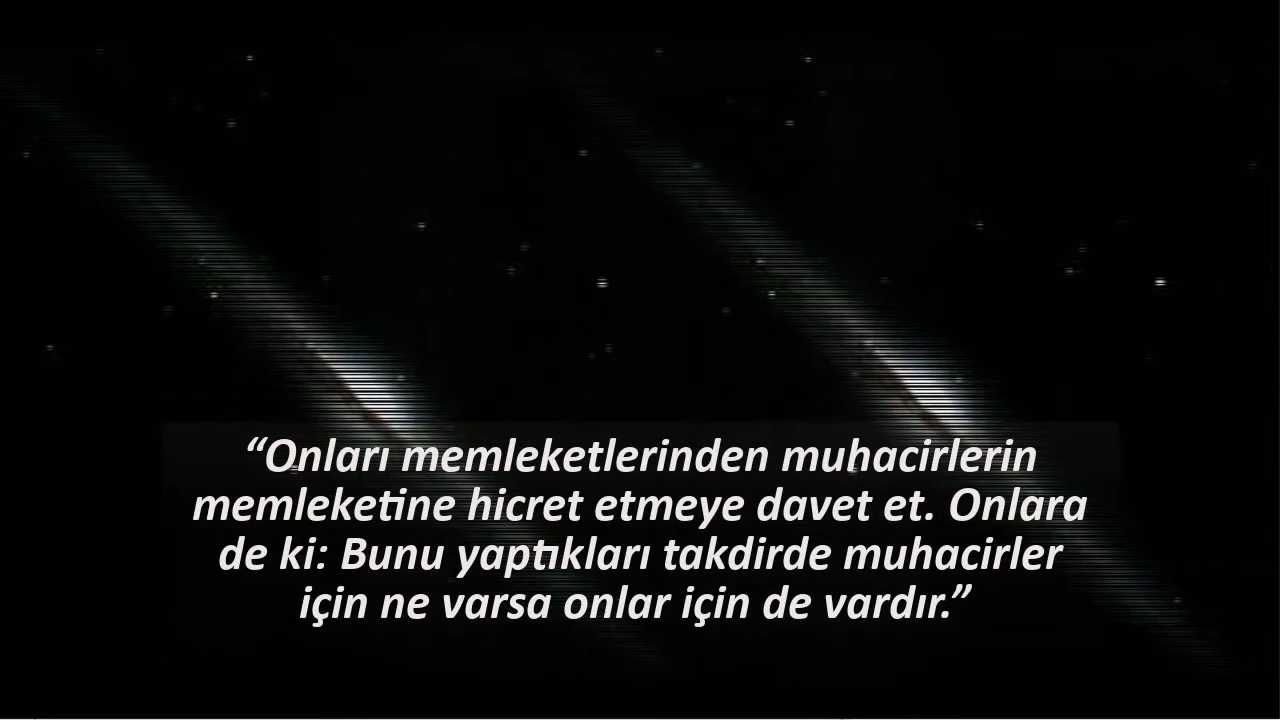 “Onları memleketlerinden muhacirlerin
memleketine hicret etmeye davet et. Onlara
de ki: Bunu yaptıkları takdirde muhacirler
için ne varsa onlar için de vardır.”